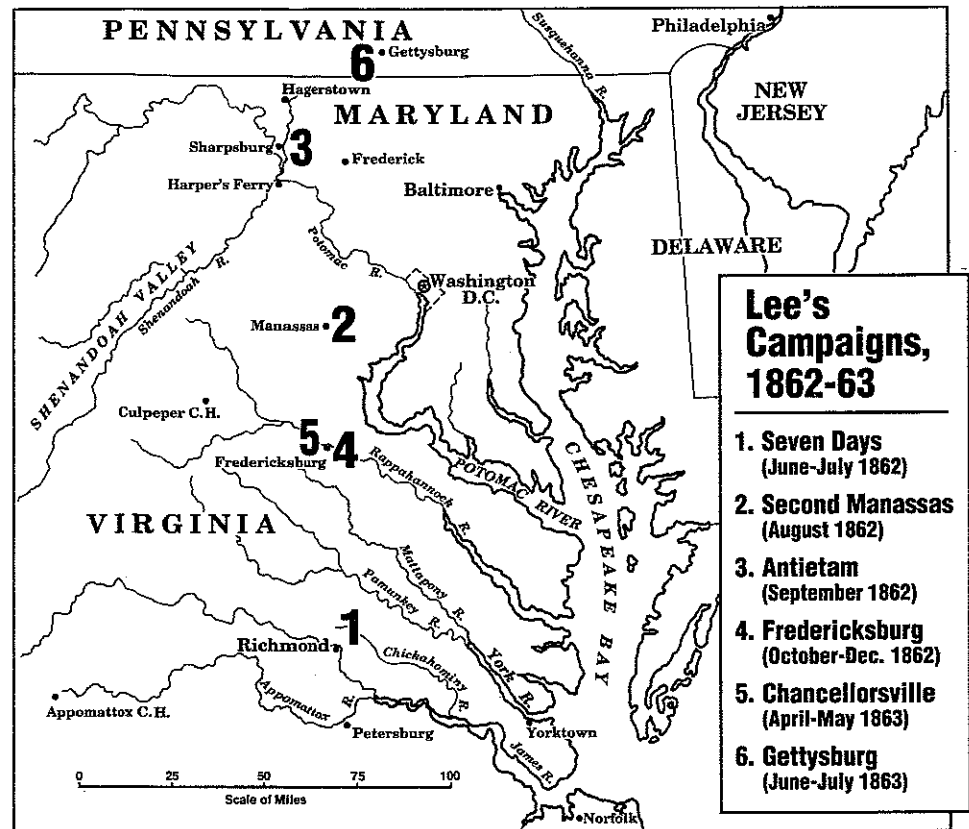 PENNSYLVANIA
Philadelphia
6
Gettysburg
Susquehanna R.
Hagerstown
NEW
JERSEY
MARYLAND
Sharpsburg
3
Frederick
Harper's Ferry
Baltimore
Potomac R.
DELAWARE
SHENANDOAH VALLEY
Shenandoah R.
Washington
D.C.
Manassas
2
Culpeper C.H.
5
4
Fredericksburg
Rappahannock R.
POTOMAC RIVER
CHESAPEAKE BAY
VIRGINIA
Mattapony R.
Pamunkey R.
1
Richmond
Chickahominy R.
York R.
Appomattox C.H.
Appomattox R.
Petersburg
Yorktown
James R.
Norfolk
0 25 50 75 100
Scale of Miles
Lee's
Campaigns,
1862-63
1. Seven Days
(June-July 1862)
2. Second Manassas
(August 1862)
3. Antietam
(September 1862)
4. Fredericksburg
(October-Dec. 1862)
5. Chancellorsville
(April-May 1863)
6. Gettysburg
(June-July 1863)